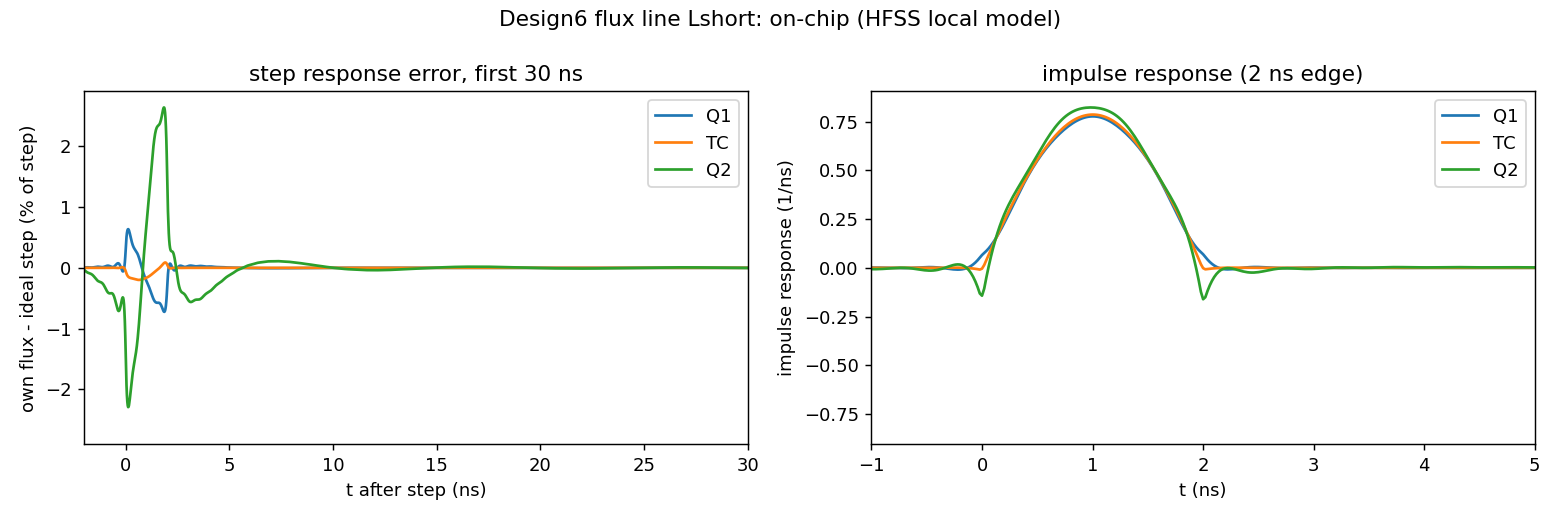 Design6 flux line Lshort: on-chip (HFSS local model)
step response error, first 30 ns
own flux - ideal step (% of step)
2
1
0
−1
−2
Q1
TC
Q2
0
5
10
15
20
25
30
t after step (ns)
impulse response (2 ns edge)
impulse response (1/ns)
0.75
0.50
0.25
0.00
−0.25
−0.50
−0.75
Q1
TC
Q2
−1
0
1
2
3
4
5
t (ns)